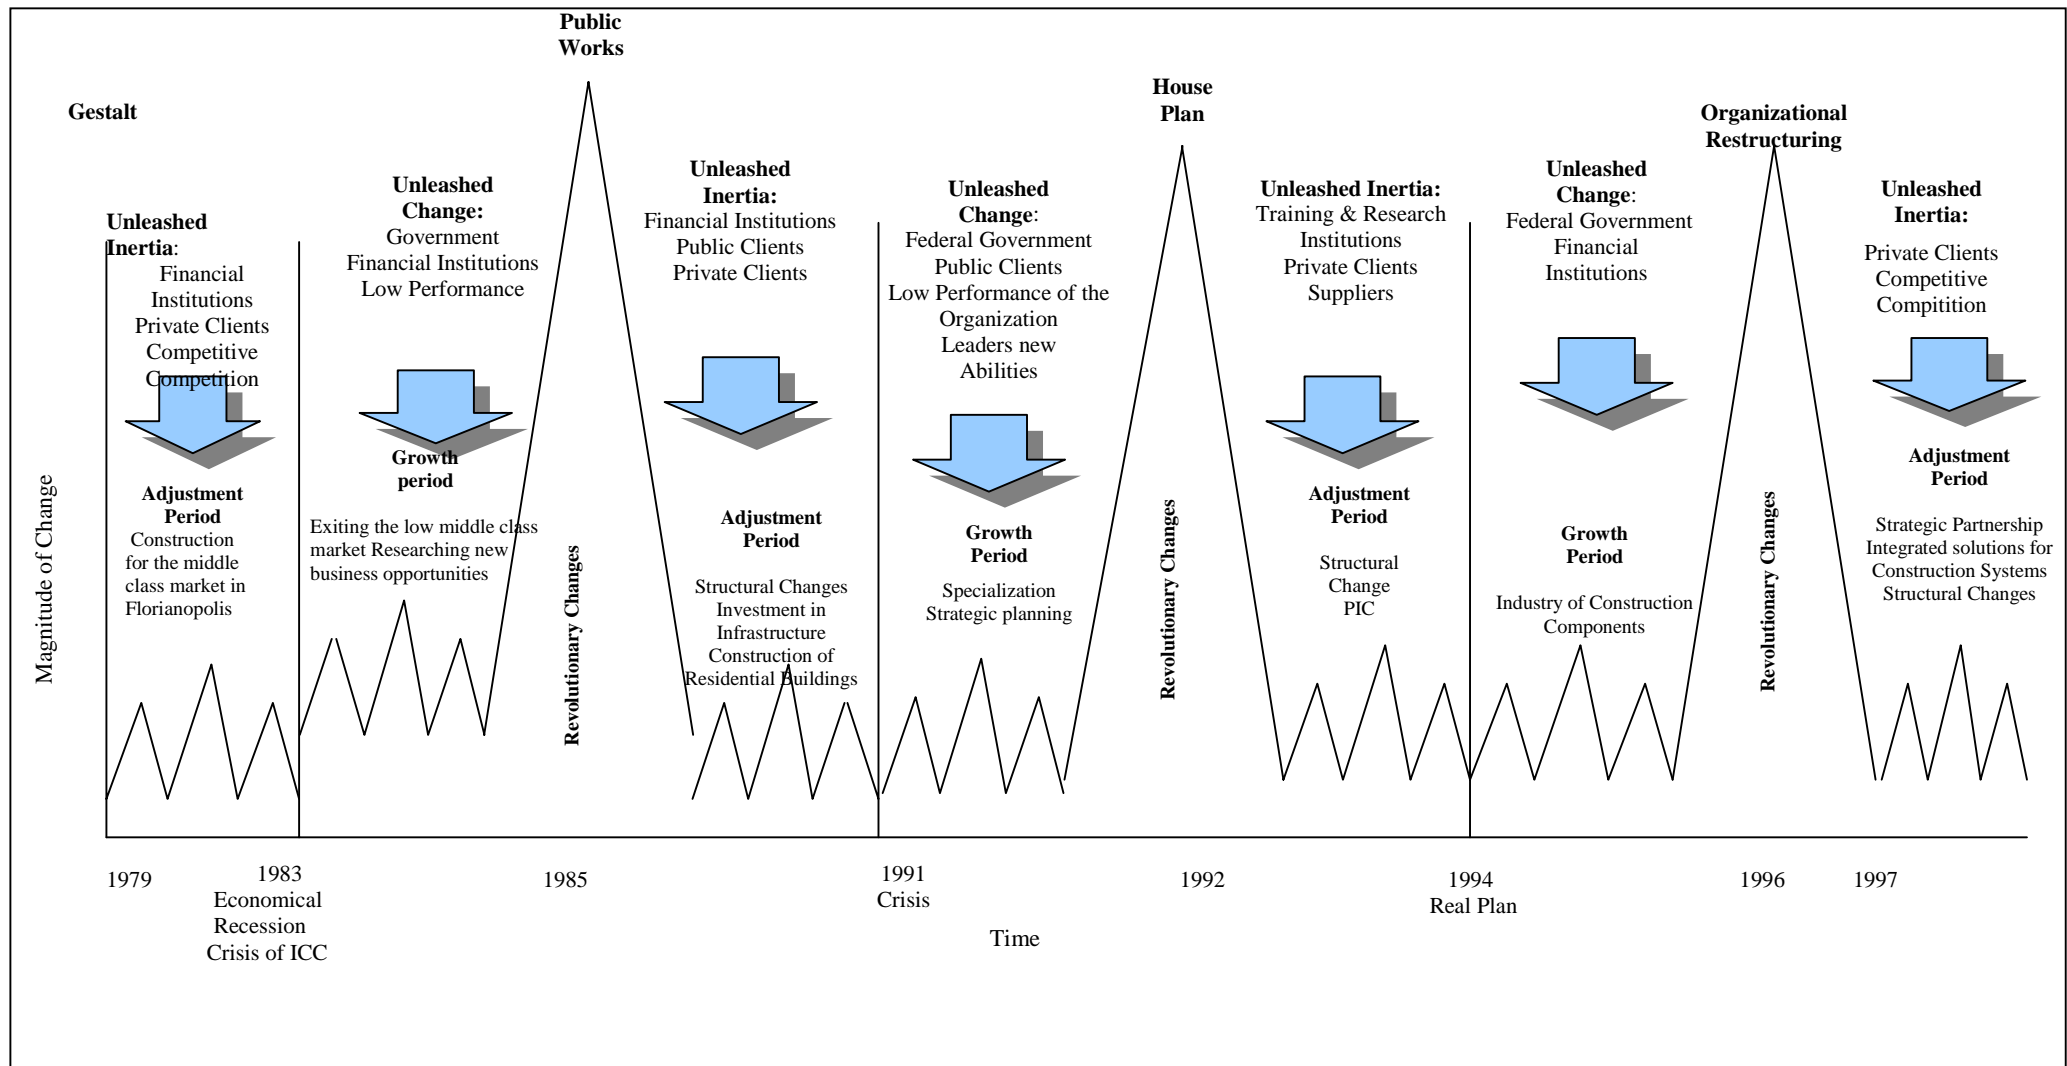 Public
Works
Gestalt
House
Plan
Organizational
Restructuring
Unleashed
Inertia:
Financial
Institutions
Private Clients
Competitive
Competition
Adjustment
Period
Construction
for the middle
class market in
Florianopolis
Unleashed
Change:
Government
Financial Institutions
Low Performance
Growth
period
Exiting the low middle class
market Researching new
business opportunities
Revolutionary Changes
Unleashed
Inertia:
Financial Institutions
Public Clients
Private Clients
Adjustment
Period
Structural Changes
Investment in
Infrastructure
Construction of
Residential Buildings
Unleashed
Change:
Federal Government
Public Clients
Low Performance of the
Organization
Leaders new
Abilities
Growth
Period
Specialization
Strategic planning
Revolutionary Changes
Unleashed Inertia:
Training & Research
Institutions
Private Clients
Suppliers
Adjustment
Period
Structural
Change
PIC
Unleashed
Change:
Federal Government
Financial
Institutions
Growth
Period
Industry of Construction
Components
Revolutionary Changes
Unleashed
Inertia:
Private Clients
Competitive
Compitition
Adjustment
Period
Strategic Partnership
Integrated solutions for
Construction Systems
Structural Changes
Magnitude of Change
1979
1983
Economical
Recession
Crisis of ICC
1985
1991
Crisis
1992
1994
Real Plan
1996
1997
Time